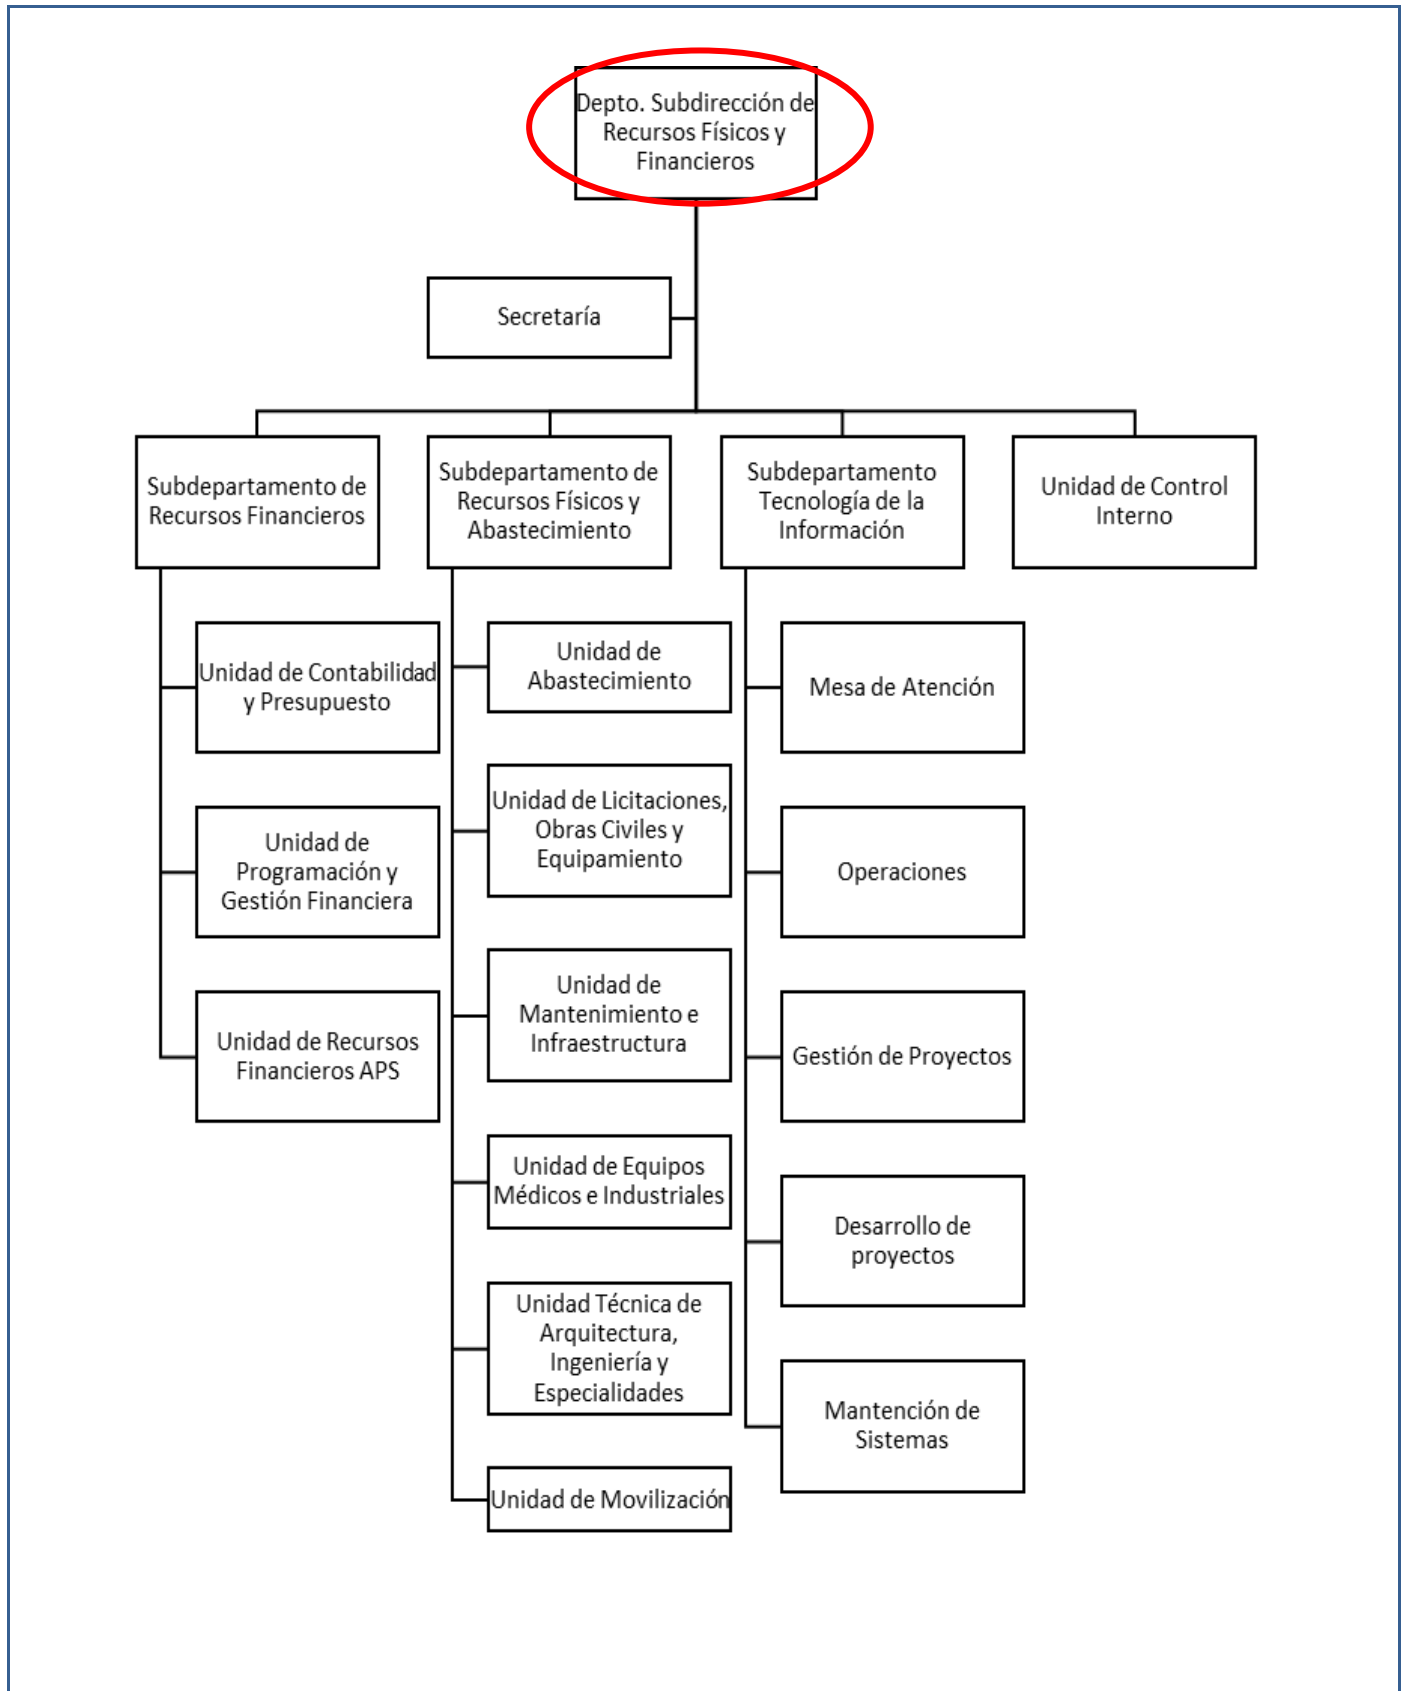 Depto. Subdirección de
Recursos Físicos y
Financieros
Secretaría
Subdepartamento de
Recursos Financieros
Subdepartamento de
Recursos Físicos y
Abastecimiento
Subdepartamento
Tecnología de la
Información
Unidad de Control
Interno
Unidad de Contabilidad
y Presupuesto
Unidad de
Programación y
Gestión Financiera
Unidad de Recursos
Financieros APS
Unidad de
Abastecimiento
Unidad de Licitaciones,
Obras Civiles y
Equipamiento
Unidad de
Mantenimiento e
Infraestructura
Unidad de Equipos
Médicos e Industriales
Unidad Técnica de
Arquitectura,
Ingeniería y
Especialidades
Unidad de Movilización
Mesa de Atención
Operaciones
Gestión de Proyectos
Desarrollo de
proyectos
Mantención de
Sistemas